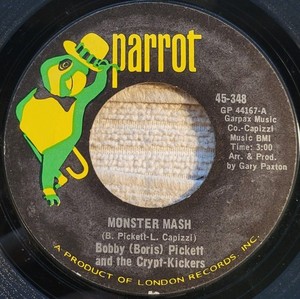 parrot
45-348
GP 44167-A
Garpax Music
Co.-Capizzi
Music BMI
Time: 3:00
Arr. & Prod.
by Gary Paxton
MONSTER MASH
(B. Pickett-L. Capizzi)
Bobby (Boris) Pickett
and the Crypt-Kickers
A PRODUCT OF LONDON RECORDS, INC.